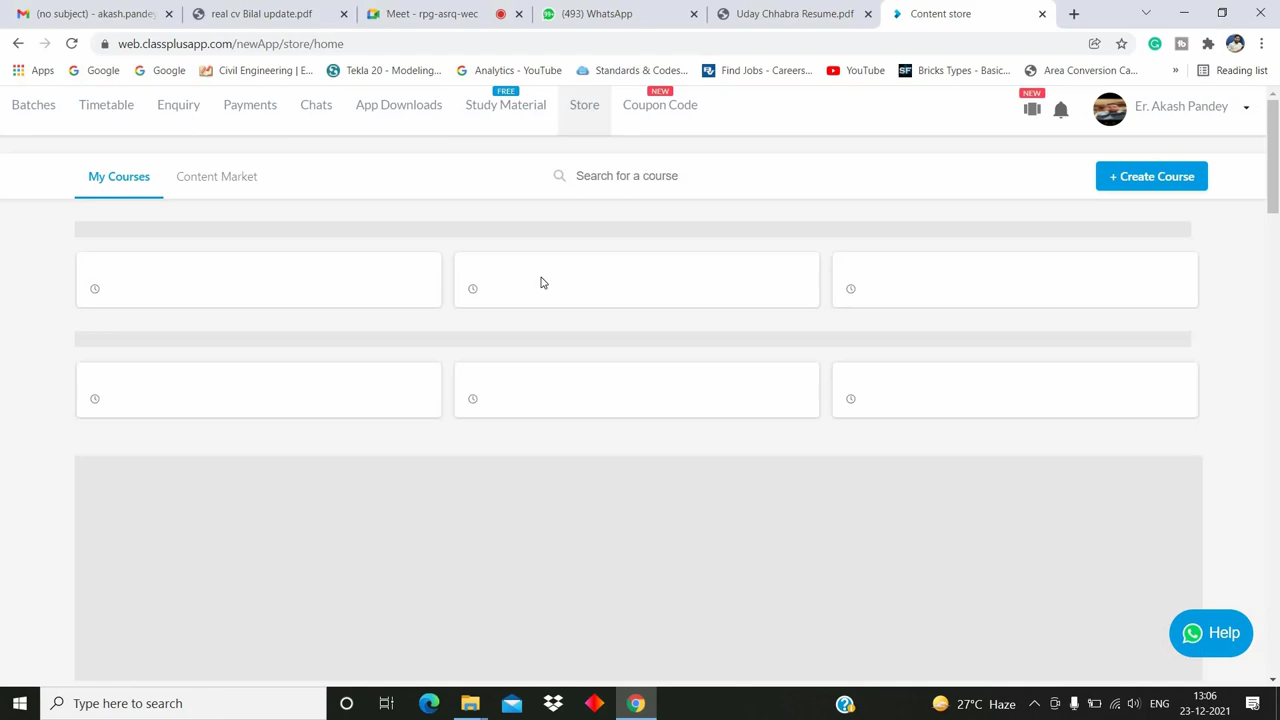 (no subject) - akash.pandey
real cv Bilal update.pdf
Meet - rpg-asrq-wec
(493) WhatsApp
Uday Chhabra Resume.pdf
Content store
web.classplusapp.com/newApp/store/home
Apps
Google
Google
Civil Engineering | E...
Tekla 20 - Modeling...
Analytics - YouTube
Standards & Codes...
Find Jobs - Careers...
YouTube
SF
Bricks Types - Basic...
Area Conversion Ca...
»
Reading list
FREE
NEW
NEW
Batches
Timetable
Enquiry
Payments
Chats
App Downloads
Study Material
Store
Coupon Code
Er. Akash Pandey
My Courses
Content Market
Search for a course
+ Create Course
Help
Type here to search
27°C Haze
ENG
13:06
23-12-2021